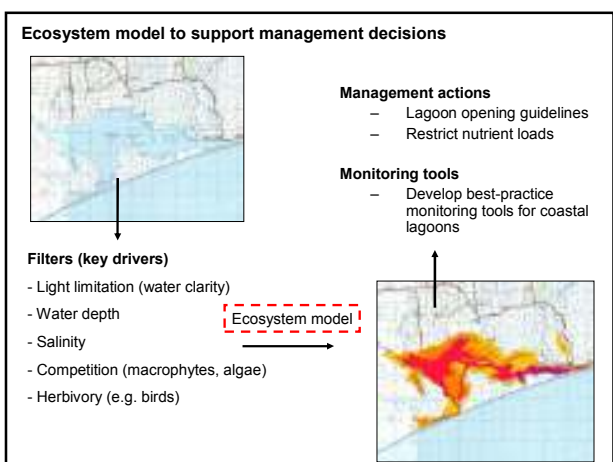 Ecosystem model to support management decisions
Management actions
– Lagoon opening guidelines
– Restrict nutrient loads
Monitoring tools
– Develop best-practice
monitoring tools for coastal
lagoons
Filters (key drivers)
- Light limitation (water clarity)
- Water depth
- Salinity
- Competition (macrophytes, algae)
- Herbivory (e.g. birds)
Ecosystem model